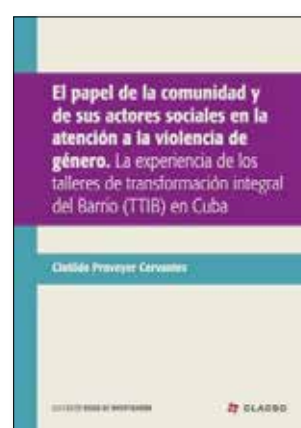 El papel de la comunidad y
de sus actores sociales en la
atención a la violencia de
género. La experiencia de los
talleres de transformación integral
del Barrio (TTIB) en Cuba
Clotilde Proveyer Cervantes
CLACSO